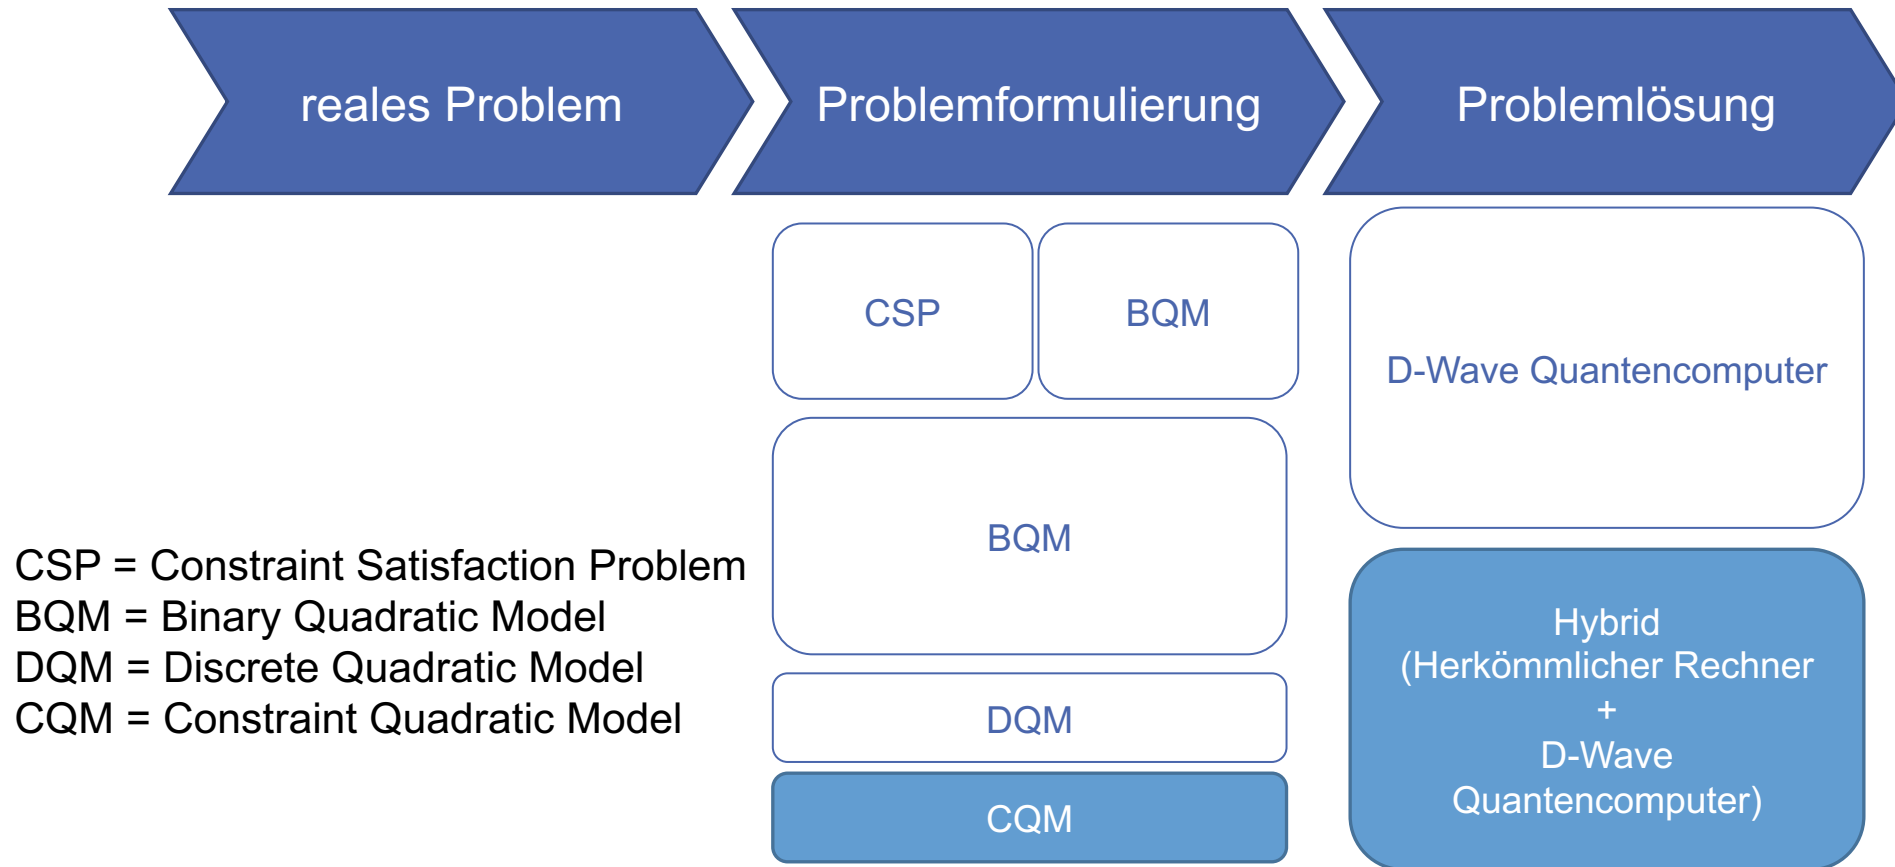 reales Problem
Problemformulierung
Problemlösung
CSP
BQM
D-Wave Quantencomputer
BQM
CSP = Constraint Satisfaction Problem
BQM = Binary Quadratic Model
DQM = Discrete Quadratic Model
CQM = Constraint Quadratic Model
DQM
CQM
Hybrid
(Herkömmlicher Rechner
+
D-Wave
Quantencomputer)